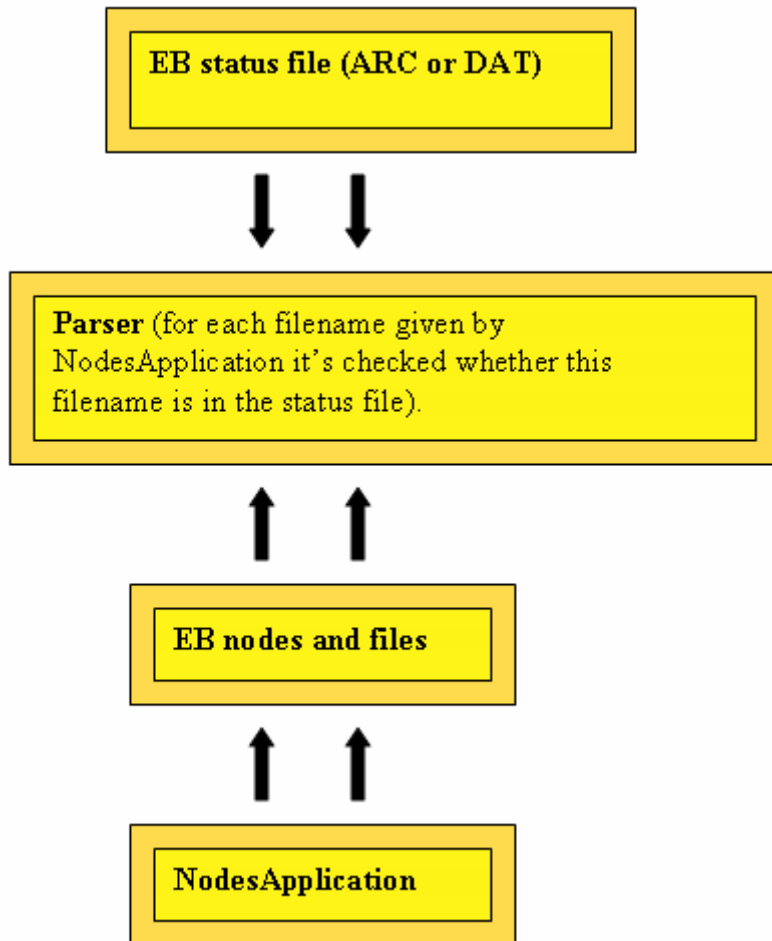 EB status file (ARC or DAT)
Parser (for each filename given by
NodesApplication it's checked whether this
filename is in the status file).
EB nodes and files
NodesApplication